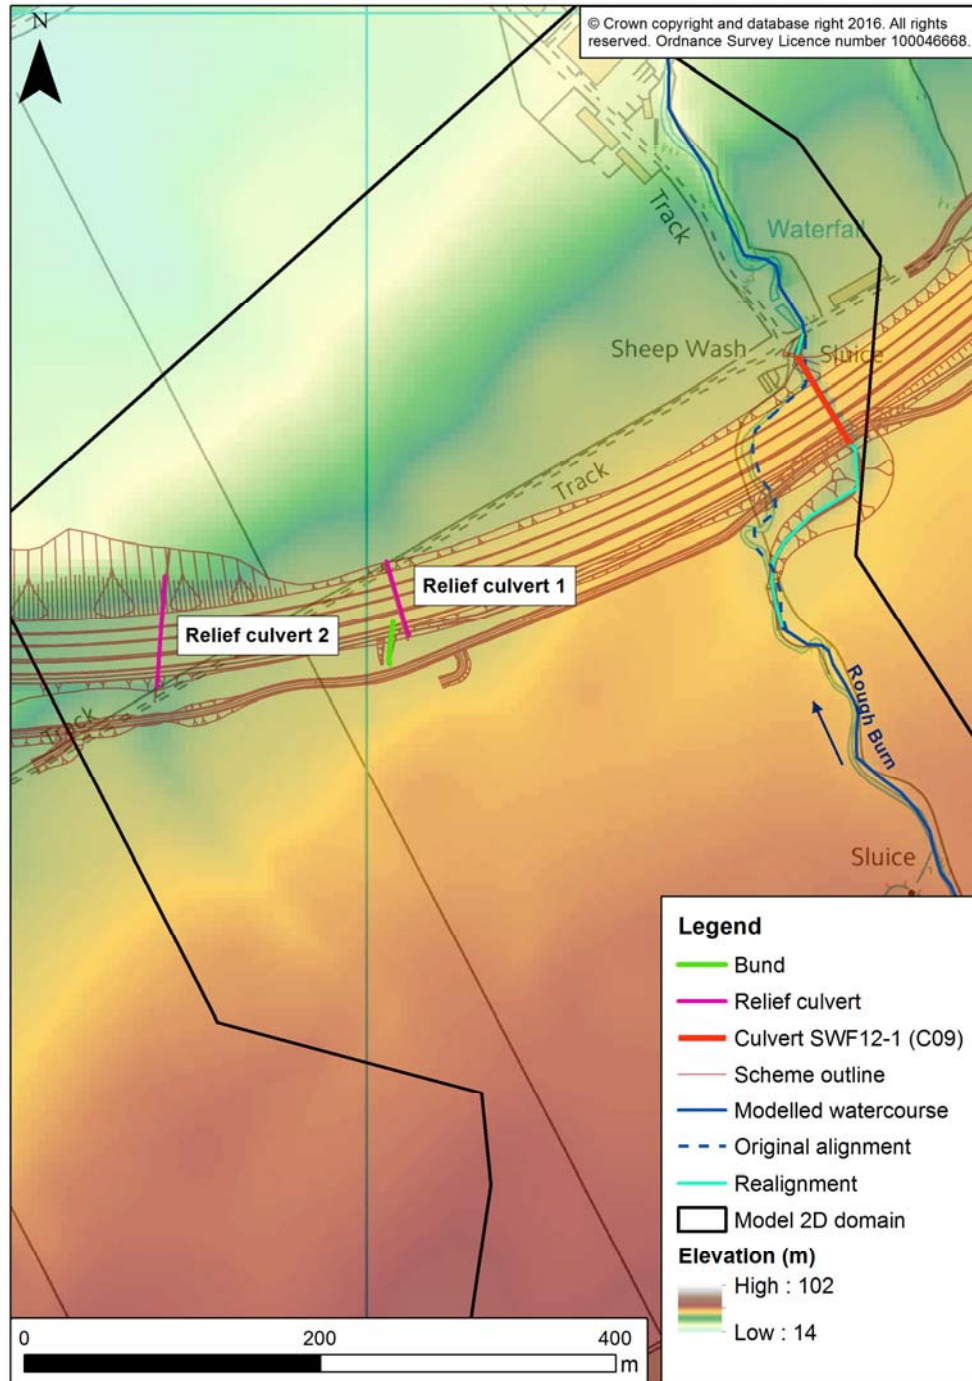 N
© Crown copyright and database right 2016. All rights
reserved. Ordnance Survey Licence number 100046668.
Track
Waterfall
Sheep Wash
Sluice
Track
Relief culvert 1
Relief culvert 2
Track
Rough Burn
Sluice
Legend
Bund
Relief culvert
Culvert SWF12-1 (C09)
Scheme outline
Modelled watercourse
Original alignment
Realignment
Model 2D domain
Elevation (m)
High : 102
Low : 14
0 200 400
m